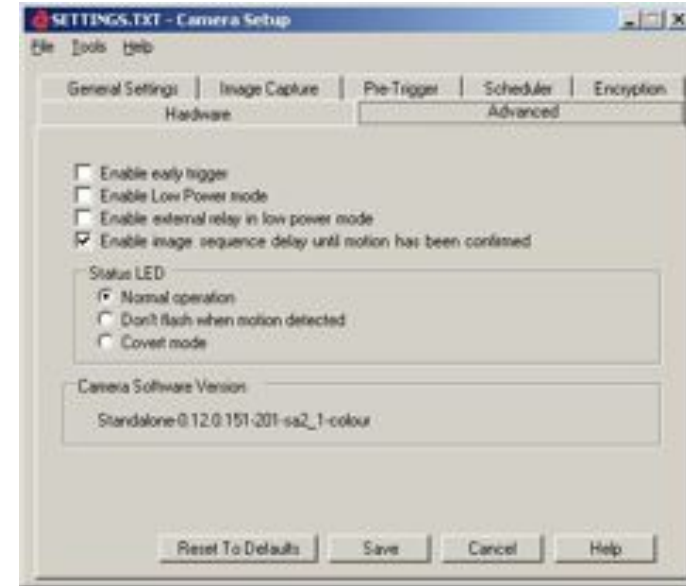 SETTINGS.TXT - Camera Setup
File Tools Help
General Settings Image Capture Pre-Trigger Scheduler Encryption
Hardware Advanced
Enable early trigger
Enable Low Power mode
Enable external relay in low power mode
Enable image sequence delay until motion has been confirmed
Status LED
Normal operation
Don't flash when motion detected
Covert mode
Camera Software Version
Standalone-0.12.0.151-201-sa2_1-colour
Reset To Defaults Save Cancel Help